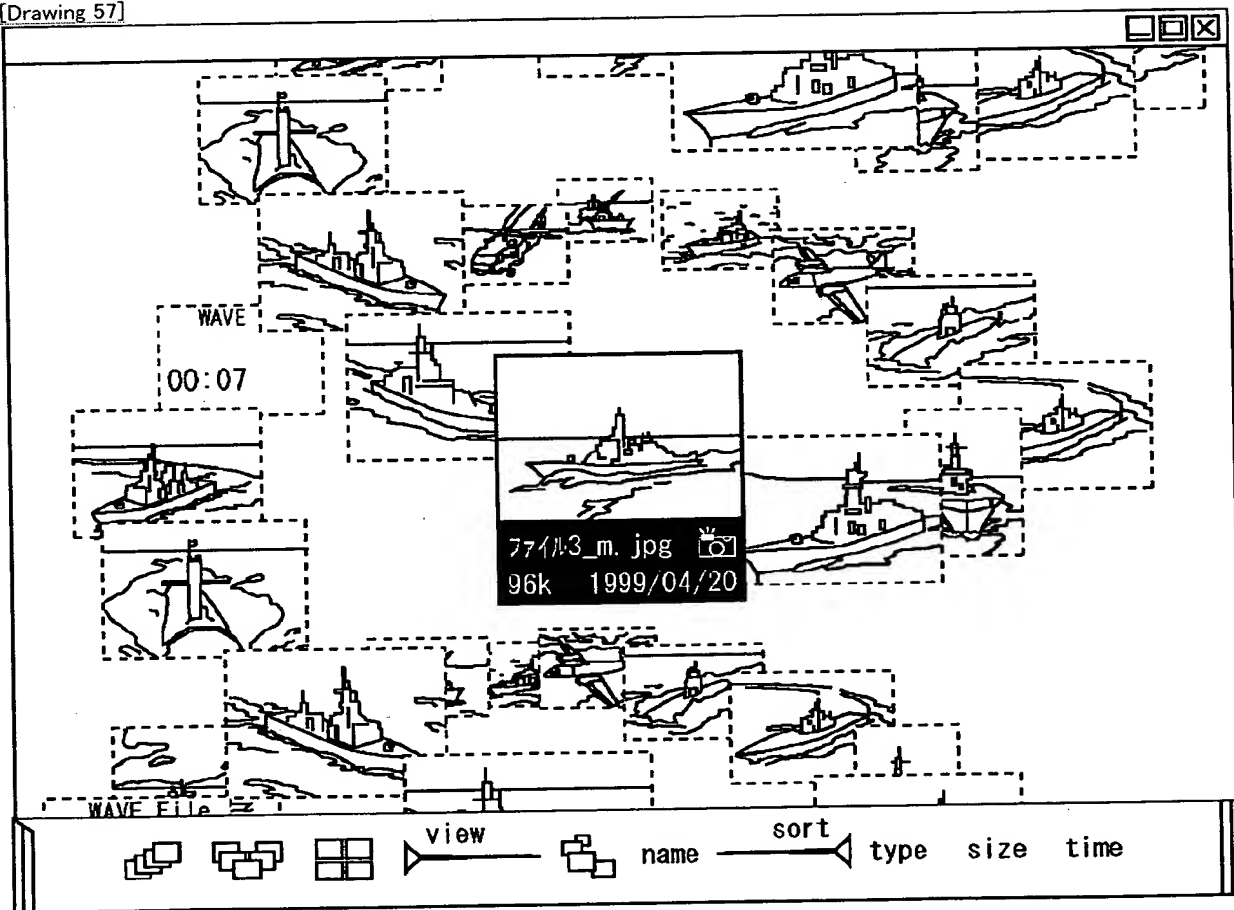 [Drawing 57]
WAVE
00:07
ファイル3_m. jpg
96k 1999/04/20
WAVE File
view sort
name type size time